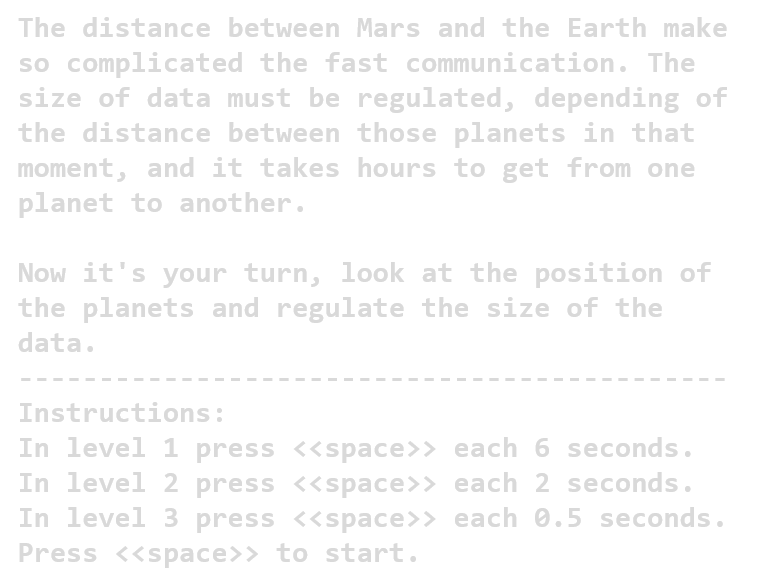 The distance between Mars and the Earth make
so complicated the fast communication. The
size of data must be regulated, depending of
the distance between those planets in that
moment, and it takes hours to get from one
planet to another.

Now it's your turn, look at the position of
the planets and regulate the size of the
data.
--------------------------------------------
Instructions:
In level 1 press <<space>> each 6 seconds.
In level 2 press <<space>> each 2 seconds.
In level 3 press <<space>> each 0.5 seconds.
Press <<space>> to start.